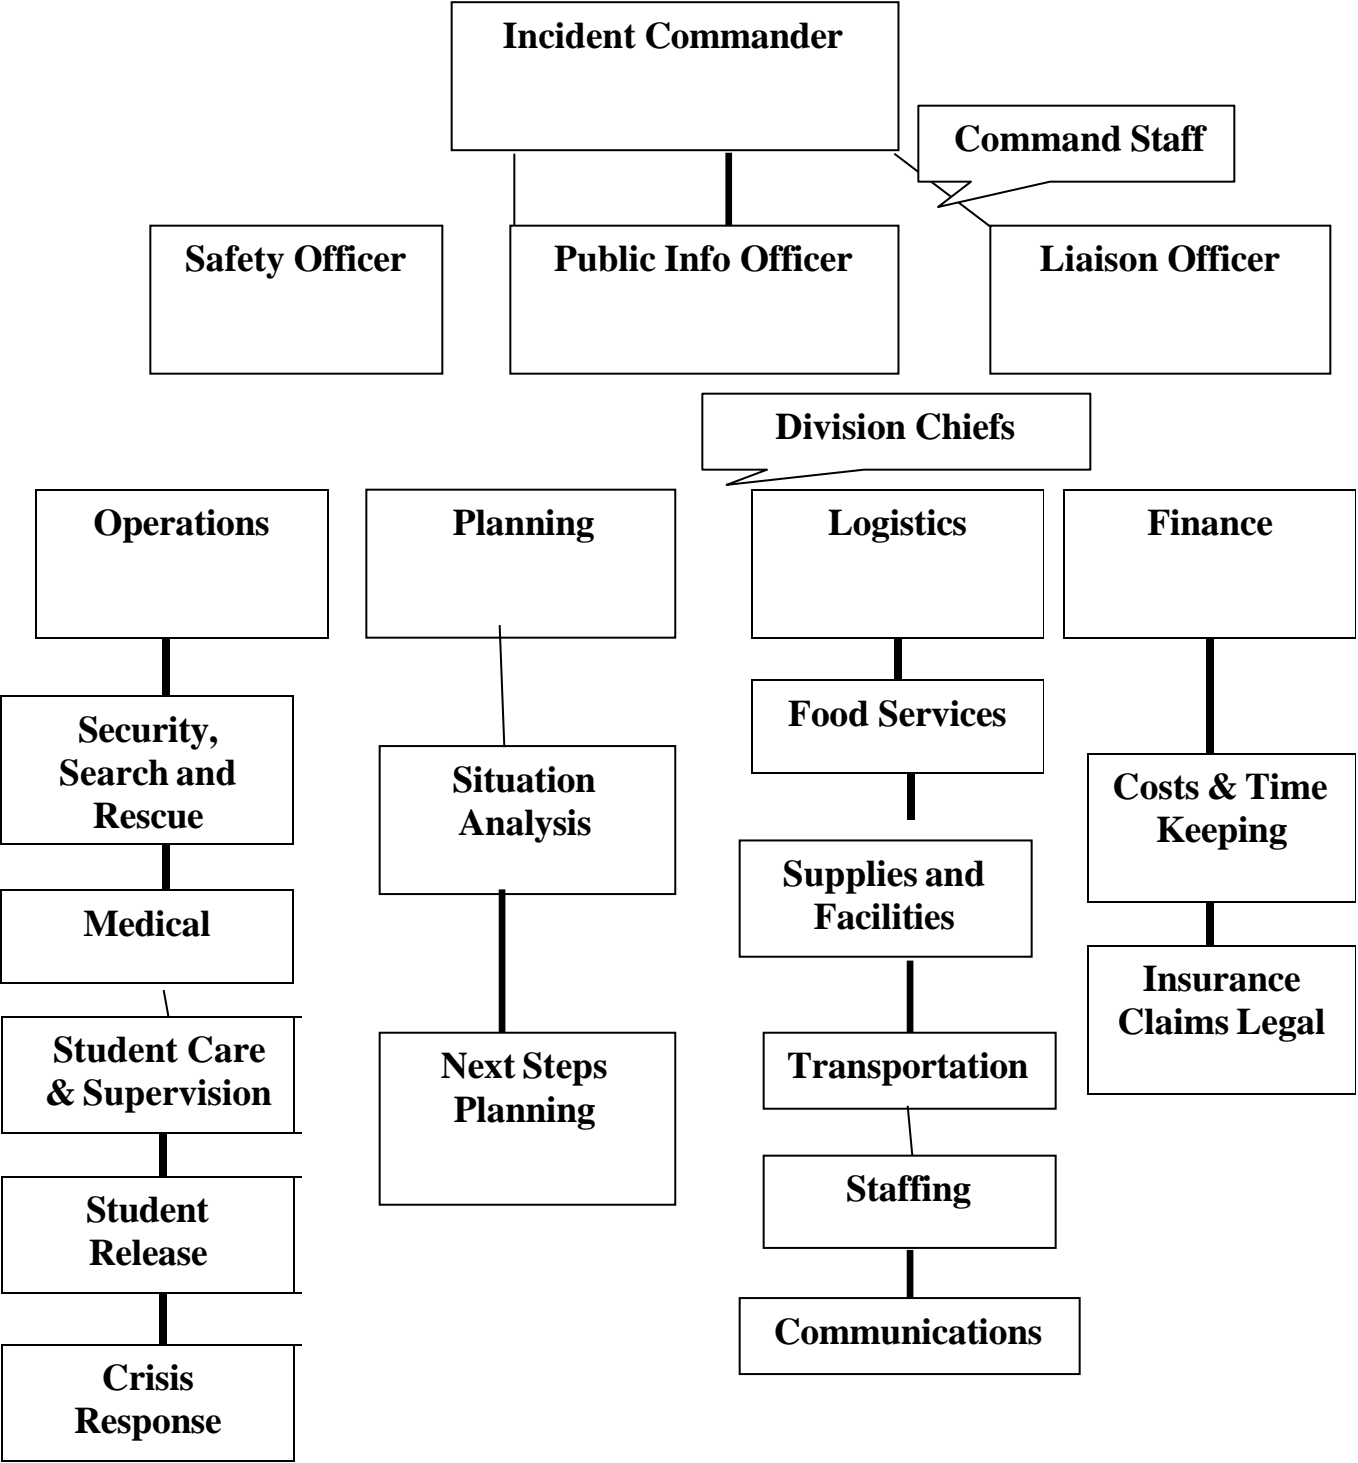 Incident Commander
Command Staff
Safety Officer
Public Info Officer
Liaison Officer
Division Chiefs
Operations
Planning
Logistics
Finance
Security,
Search and
Rescue
Medical
Student Care
& Supervision
Student
Release
Crisis
Response
Situation
Analysis
Next Steps
Planning
Food Services
Supplies and
Facilities
Transportation
Staffing
Communications
Costs & Time
Keeping
Insurance
Claims Legal